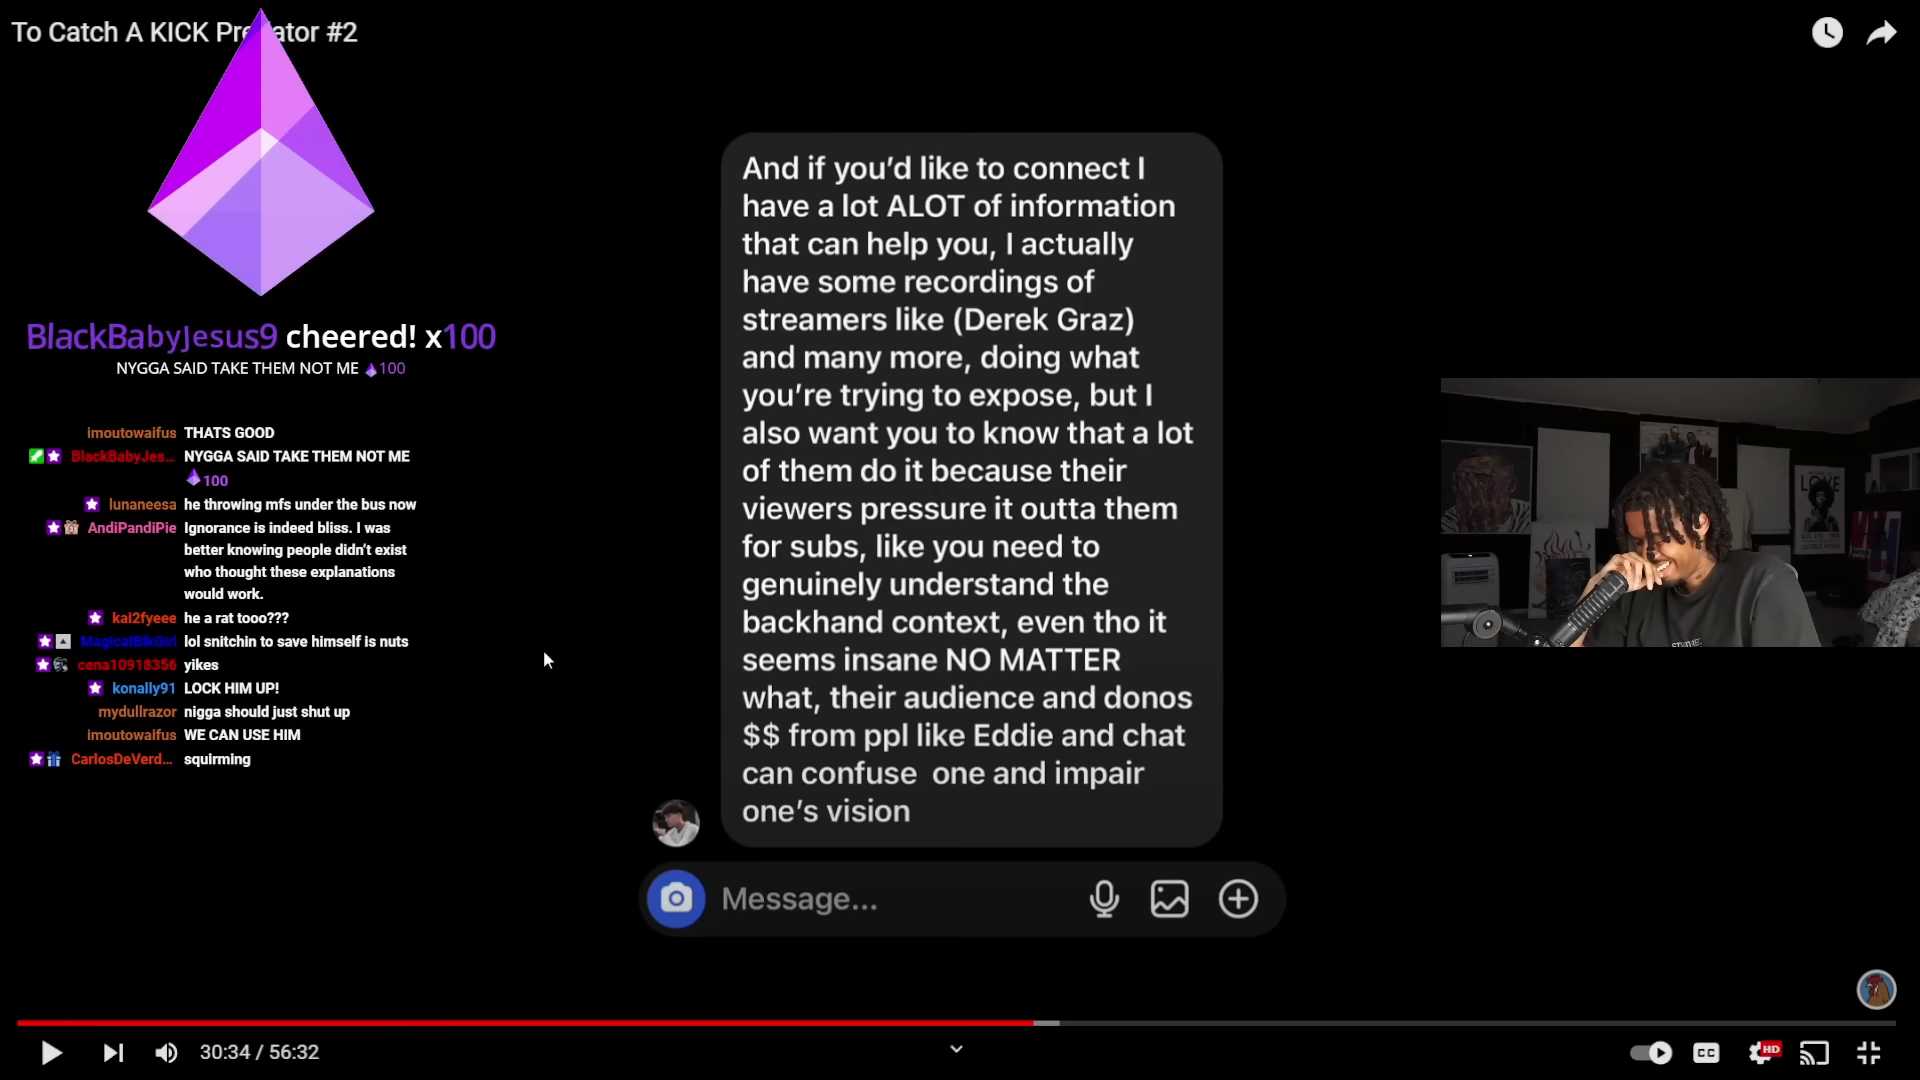 To Catch A KICK Pre ator #2
BlackBabyJesus9 cheered! x100
NYGGA SAID TAKE THEM NOT ME 100
imoutowaifus THATS GOOD
BlackBabyJes... NYGGA SAID TAKE THEM NOT ME
100
lunaneesa he throwing mfs under the bus now
AndiPandiPie Ignorance is indeed bliss. I was
better knowing people didn't exist
who thought these explanations
would work.
kai2fyeee he a rat tooo???
MagicalBlkGirl lol snitchin to save himself is nuts
cena10918356 yikes
konally91 LOCK HIM UP!
mydullrazor nigga should just shut up
imoutowaifus WE CAN USE HIM
CarlosDeVerd... squirming
And if you'd like to connect I
have a lot ALOT of information
that can help you, I actually
have some recordings of
streamers like (Derek Graz)
and many more, doing what
you're trying to expose, but I
also want you to know that a lot
of them do it because their
viewers pressure it outta them
for subs, like you need to
genuinely understand the
backhand context, even tho it
seems insane NO MATTER
what, their audience and donos
$$ from ppl like Eddie and chat
can confuse  one and impair
one's vision
Message...
LOVE
30:34 / 56:32
CC
HD